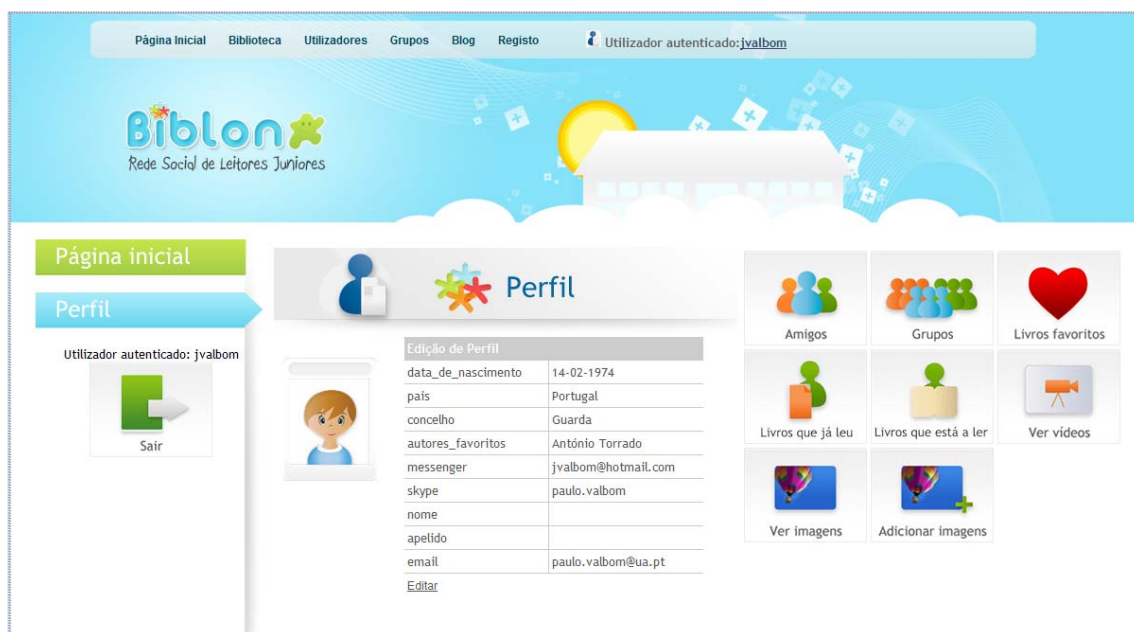 Página Inicial Biblioteca Utilizadores Grupos Blog Registo Utilizador autenticado:jvalbom
Biblon
Rede Social de Leitores Juniores
Página inicial
Perfil
Utilizador autenticado: jvalbom
Sair
Perfil
Edição de Perfil
data_de_nascimento 14-02-1974
pais Portugal
concelho Guarda
autores_favoritos António Torrado
messenger jvalbom@hotmail.com
skype paulo.valbom
nome
apelido
email paulo.valbom@ua.pt
Editar
Amigos Grupos Livros favoritos
Livros que já leu Livros que está a ler Ver vídeos
Ver imagens Adicionar imagens